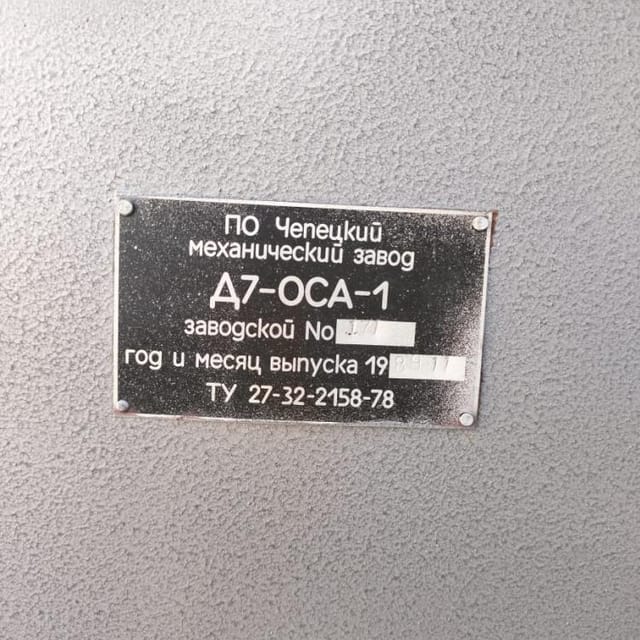 ПО Чепецкий
механический завод
Д7-ОСА-1
заводской No
год и месяц выпуска 19
ТУ 27-32-2158-78